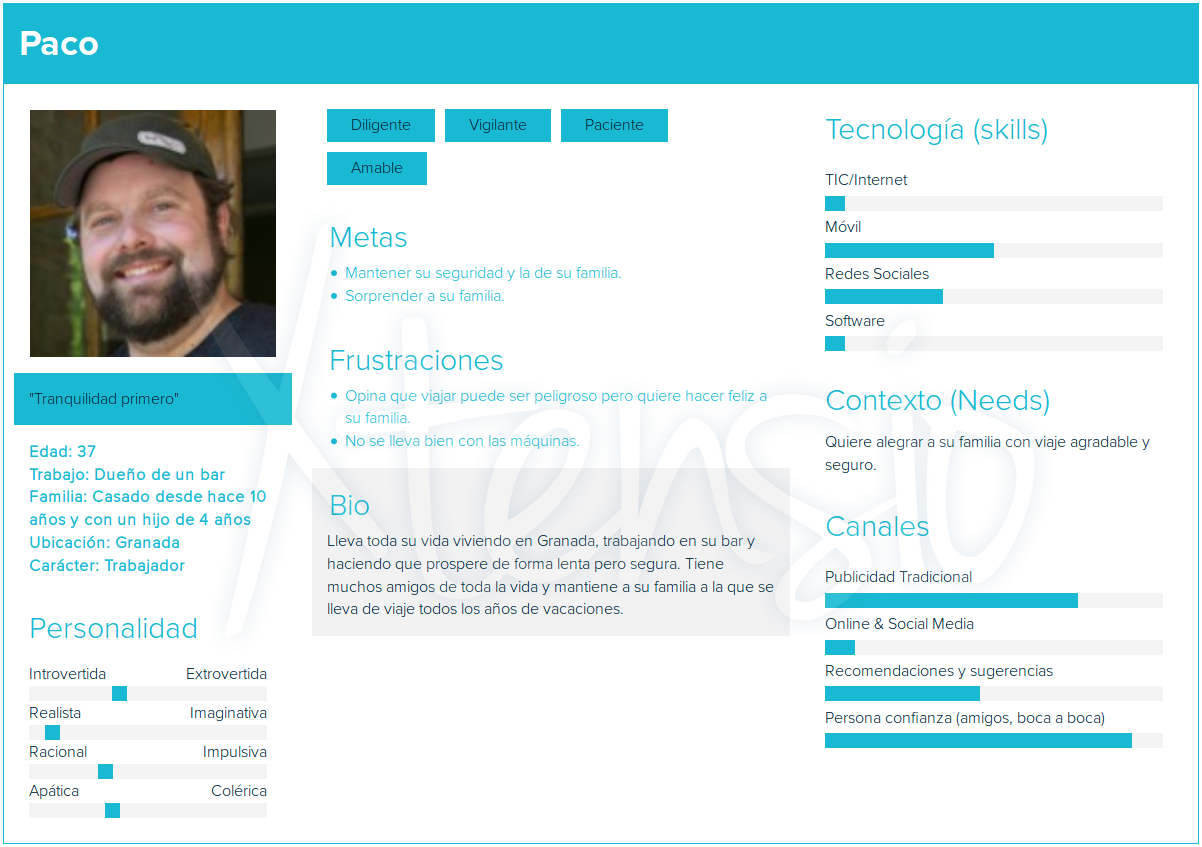 Paco
"Tranquilidad primero"
Edad: 37
Trabajo: Dueño de un bar
Familia: Casado desde hace 10
años y con un hijo de 4 años
Ubicación: Granada
Carácter: Trabajador
Personalidad
Introvertida Extrovertida
Realista Imaginativa
Racional Impulsiva
Apática Colérica
Diligente Vigilante Paciente
Amable
Metas
Mantener su seguridad y la de su familia.
Sorprender a su familia.
Frustraciones
Opina que viajar puede ser peligroso pero quiere hacer feliz a
su familia.
No se lleva bien con las máquinas.
Bio
Lleva toda su vida viviendo en Granada, trabajando en su bar y
haciendo que prospere de forma lenta pero segura. Tiene
muchos amigos de toda la vida y mantiene a su familia a la que se
lleva de viaje todos los años de vacaciones.
Tecnología (skills)
TIC/Internet
Móvil
Redes Sociales
Software
Contexto (Needs)
Quiere alegrar a su familia con viaje agradable y
seguro.
Canales
Publicidad Tradicional
Online & Social Media
Recomendaciones y sugerencias
Persona confianza (amigos, boca a boca)
Xtensio